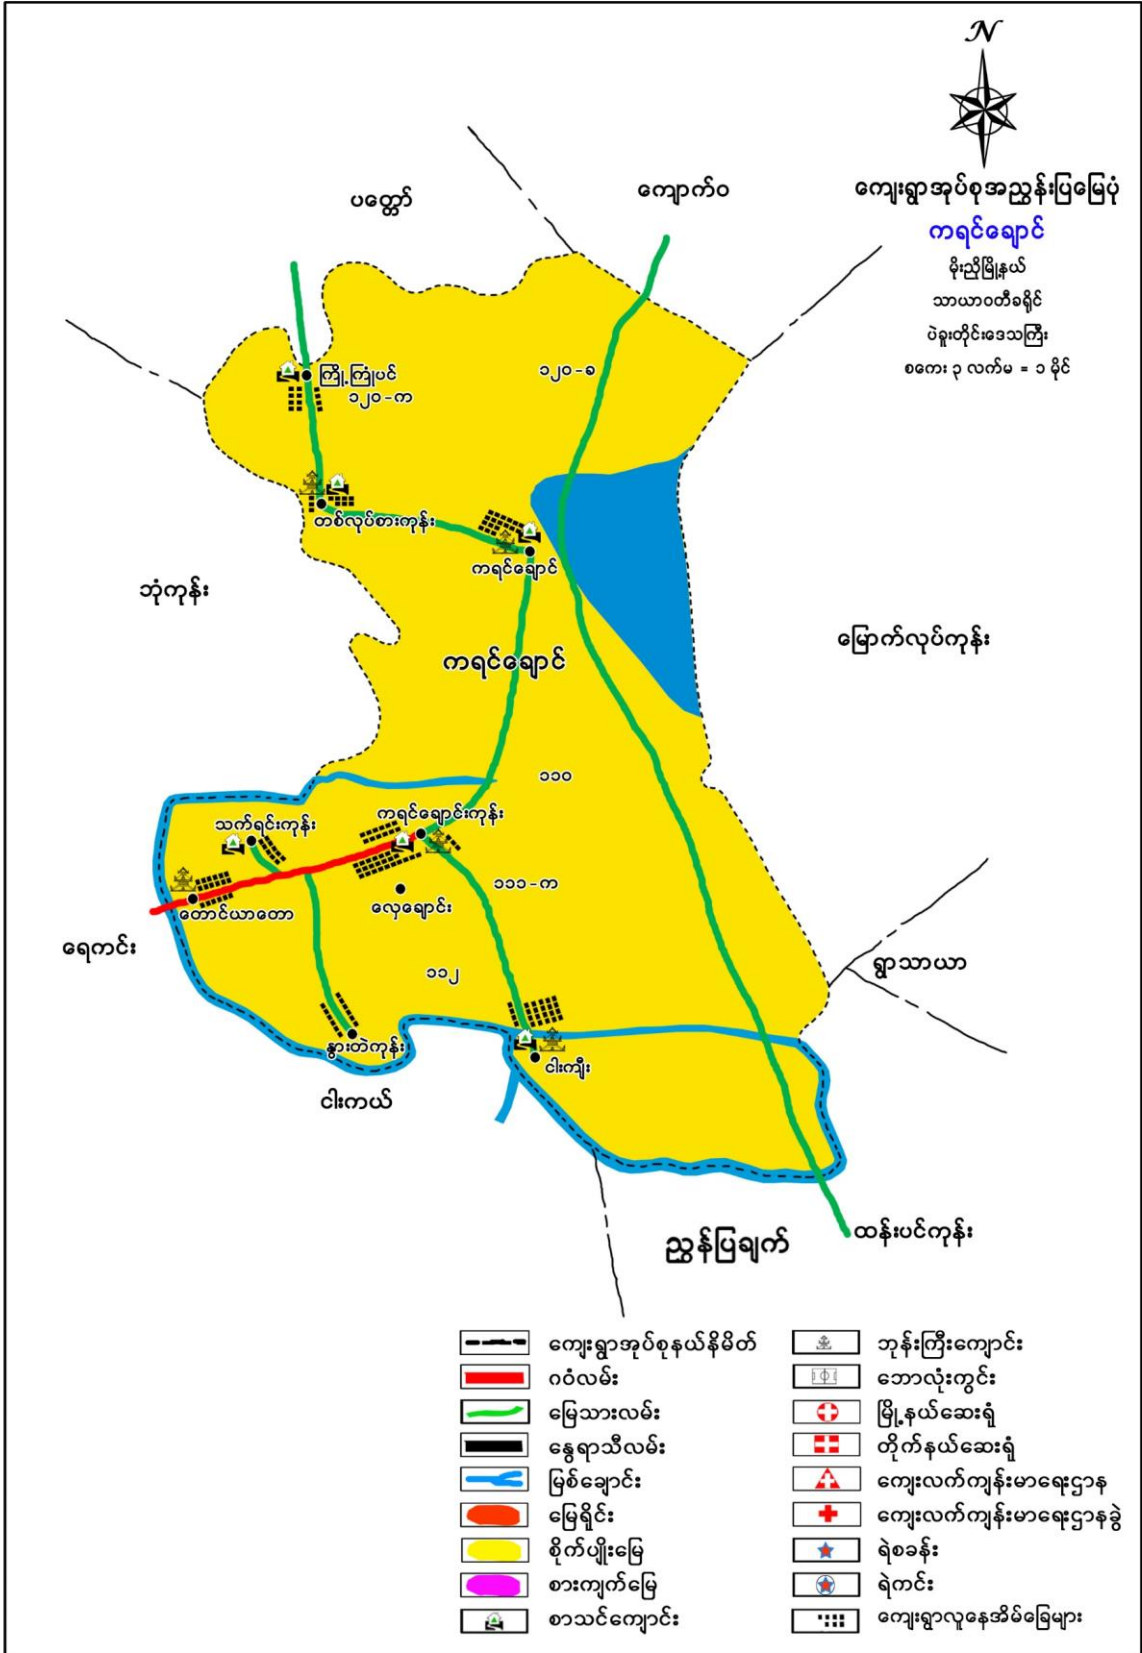 N
ကျေးရွာအုပ်စုအညွှန်းပြမြေပုံ
ကရင်ချောင်
မိုးညိုမြို့နယ်
သာယာဝတီခရိုင်
ပဲခူးတိုင်းဒေသကြီး
စကေး ၃ လက်မ = ၁ မိုင်
ပတ္တော်
ကျောက်ဝ
ကြို့ကြုံပင်
၁၂၀-က
၁၂၀-ခ
တစ်လုပ်စားကုန်း
ကရင်ချောင်
ဘုံကုန်း
မြောက်လုပ်ကုန်း
ကရင်ချောင်
၁၁၀
ကရင်ချောင်းကုန်း
သက်ရင်းကုန်း
၁၁၁-က
လှေချောင်း
တောင်ယာတော
ရေကင်း
၁၁၂
ရွာသာယာ
နွားတဲကုန်း
ငါးကျီး
ငါးကယ်
ထန်းပင်ကုန်း
ညွှန်ပြချက်
ကျေးရွာအုပ်စုနယ်နိမိတ်
ဂဝံလမ်း
မြေသားလမ်း
နွေရာသီလမ်း
မြစ်ချောင်း
မြေရိုင်း
စိုက်ပျိုးမြေ
စားကျက်မြေ
စာသင်ကျောင်း
ဘုန်းကြီးကျောင်း
ဘောလုံးကွင်း
မြို့နယ်ဆေးရုံ
တိုက်နယ်ဆေးရုံ
ကျေးလက်ကျန်းမာရေးဌာန
ကျေးလက်ကျန်းမာရေးဌာနခွဲ
ရဲစခန်း
ရဲကင်း
ကျေးရွာလူနေအိမ်ခြေများ